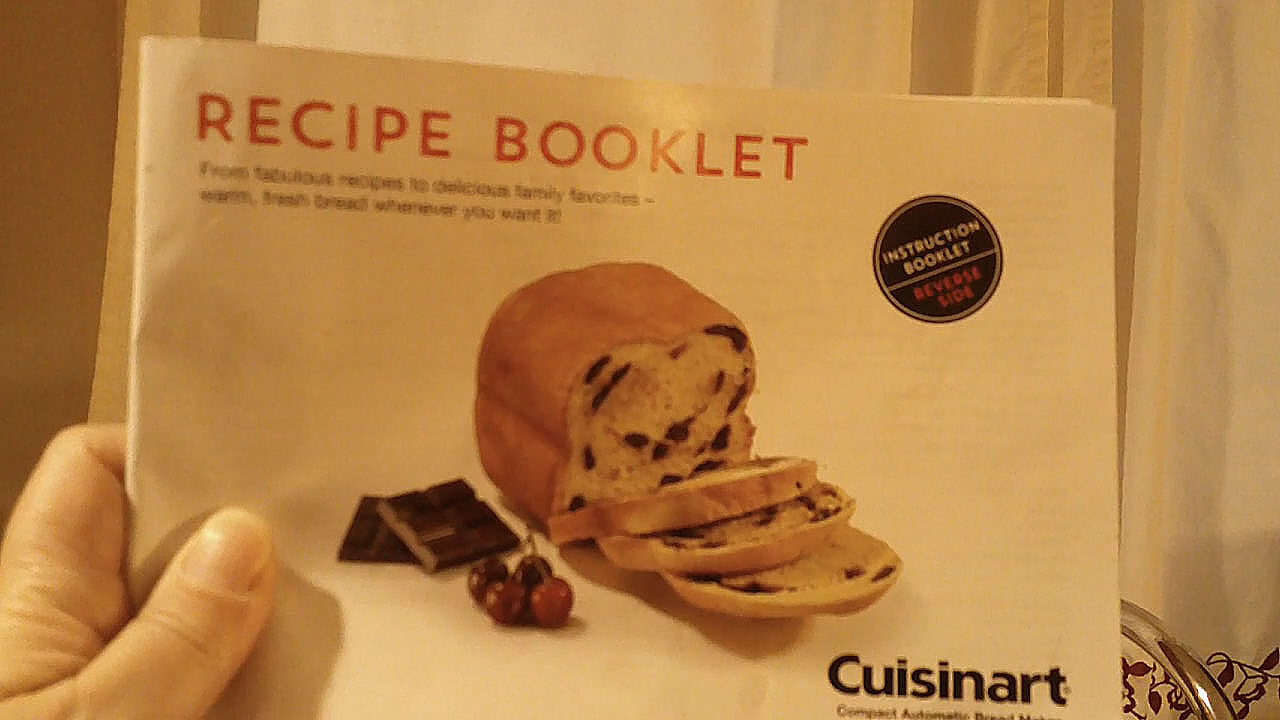 RECIPE BOOKLET
From fabulous recipes to delicious family favorites –
warm, fresh bread whenever you want it!
INSTRUCTION
BOOKLET
REVERSE
SIDE
Cuisinart
Compact Automatic Bread Maker